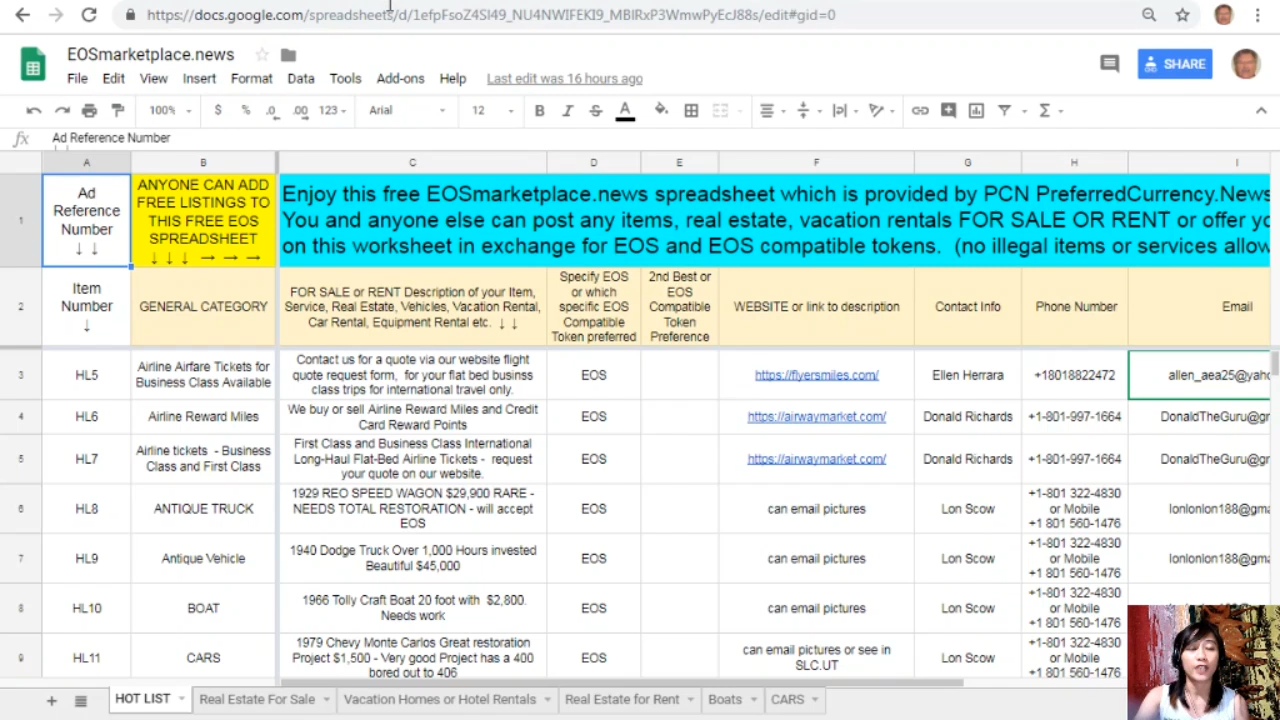 https://docs.google.com/spreadsheets/d/1efpFsoZ4Sl49_NU4NWIFEKI9_MBlRxP3WmwPyEcJ88s/edit#gid=0
EOSmarketplace.news
File Edit View Insert Format Data Tools Add-ons Help Last edit was 16 hours ago
SHARE
100% $ % .0 .00 123 Arial 12 B I S A
fx Ad Reference Number
A B C D E F G H I
1
Ad
Reference
Number
↓ ↓
ANYONE CAN ADD
FREE LISTINGS TO
THIS FREE EOS
SPREADSHEET
↓ ↓ ↓ → → →
Enjoy this free EOSmarketplace.news spreadsheet which is provided by PCN PreferredCurrency.News
You and anyone else can post any items, real estate, vacation rentals FOR SALE OR RENT or offer yo
on this worksheet in exchange for EOS and EOS compatible tokens. (no illegal items or services allow
2
Item
Number
↓
GENERAL CATEGORY
FOR SALE or RENT Description of your Item,
Service, Real Estate, Vehicles, Vacation Rental,
Car Rental, Equipment Rental etc. ↓ ↓
Specify EOS
or which
specific EOS
Compatible
Token preferred
2nd Best or
EOS
Compatible
Token
Preference
WEBSITE or link to description
Contact Info
Phone Number
Email
3
HL5
Airline Airfare Tickets for
Business Class Available
Contact us for a quote via our website flight
quote request form, for your flat bed businss
class trips for international travel only.
EOS
https://flyersmiles.com/
Ellen Herrara
+18018822472
allen_aea25@yaho
4
HL6
Airline Reward Miles
We buy or sell Airline Reward Miles and Credit
Card Reward Points
EOS
https://airwaymarket.com/
Donald Richards
+1-801-997-1664
DonaldTheGuru@gm
5
HL7
Airline tickets - Business
Class and First Class
First Class and Business Class International
Long-Haul Flat-Bed Airline Tickets - request
your quote on our website.
EOS
https://airwaymarket.com/
Donald Richards
+1-801-997-1664
DonaldTheGuru@gm
6
HL8
ANTIQUE TRUCK
1929 REO SPEED WAGON $29,900 RARE -
NEEDS TOTAL RESTORATION - will accept
EOS
EOS
can email pictures
Lon Scow
+1-801 322-4830
or Mobile
+1 801 560-1476
lonlonlon188@gma
7
HL9
Antique Vehicle
1940 Dodge Truck Over 1,000 Hours invested
Beautiful $45,000
EOS
can email pictures
Lon Scow
+1-801 322-4830
or Mobile
+1 801 560-1476
lonlonlon188@gma
8
HL10
BOAT
1966 Tolly Craft Boat 20 foot with $2,800.
Needs work
EOS
can email pictures
Lon Scow
+1-801 322-4830
or Mobile
+1 801 560-1476
9
HL11
CARS
1979 Chevy Monte Carlos Great restoration
Project $1,500 - Very good Project has a 400
bored out to 406
EOS
can email pictures or see in
SLC.UT
Lon Scow
+1-801 322-4830
or Mobile
+1 801 560-1476
HOT LIST Real Estate For Sale Vacation Homes or Hotel Rentals Real Estate for Rent Boats CARS